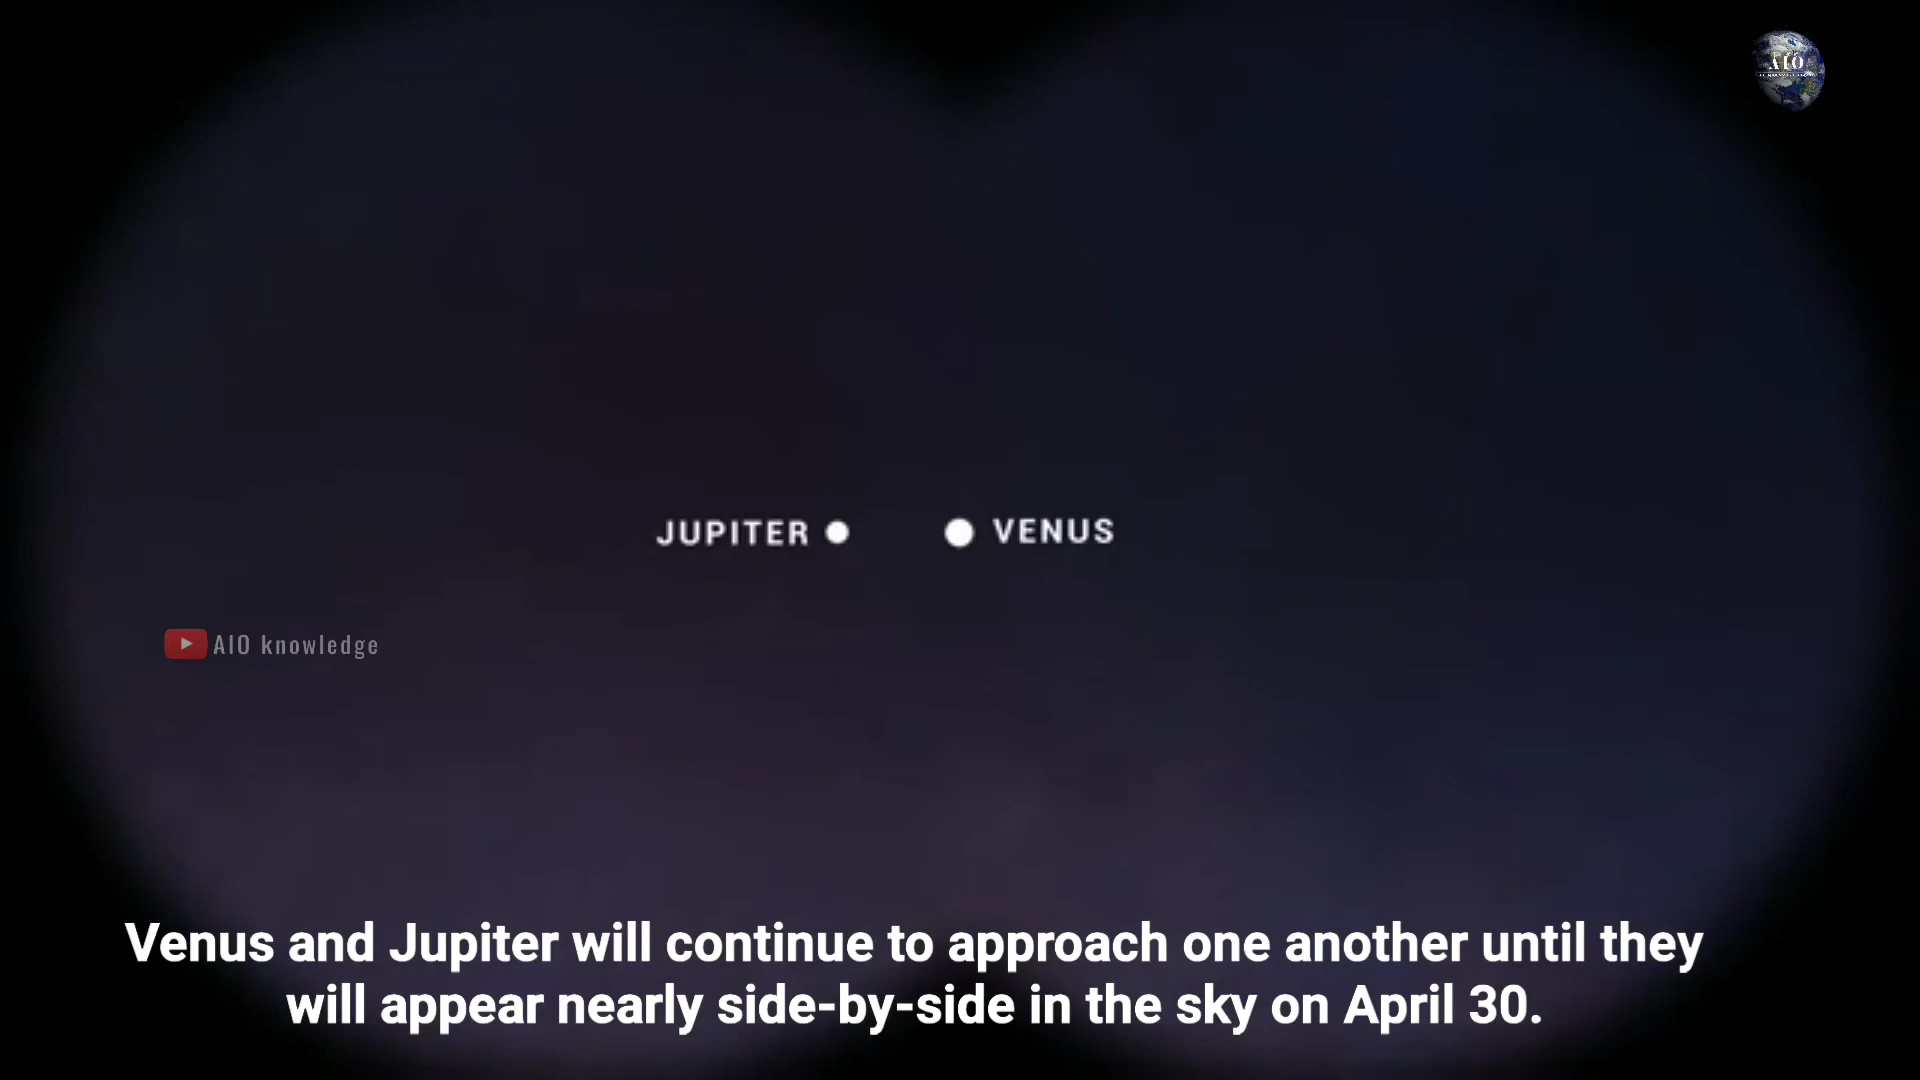 AIO
JUPITER
VENUS
AIO knowledge
Venus and Jupiter will continue to approach one another until they
will appear nearly side-by-side in the sky on April 30.